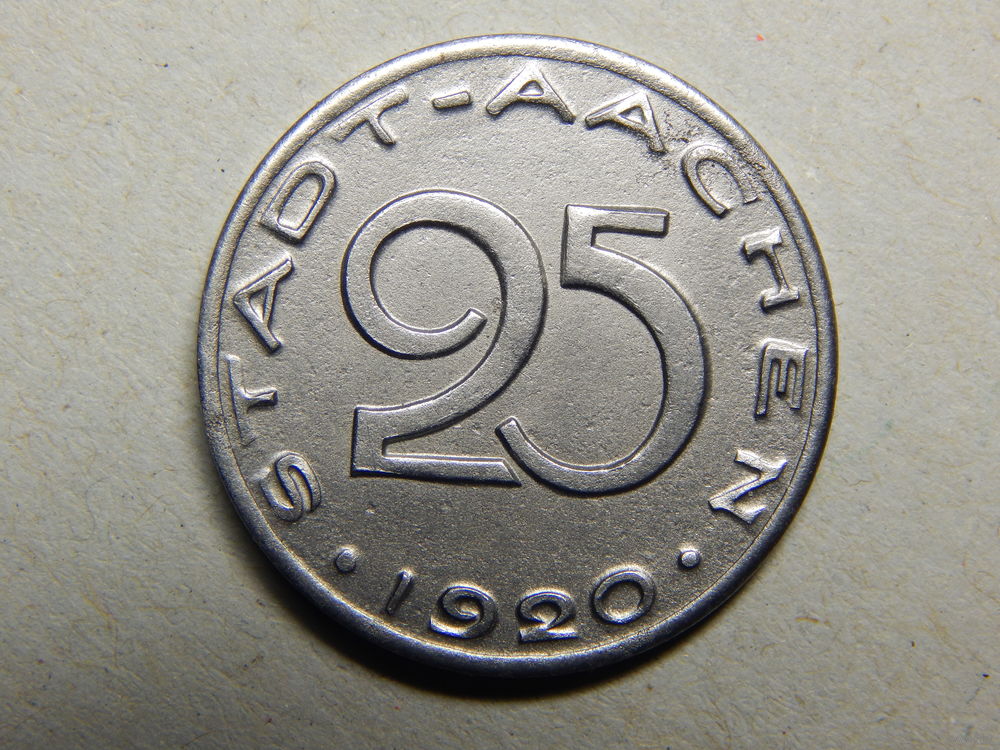 STADT-AACHEN
25
• 1920 •